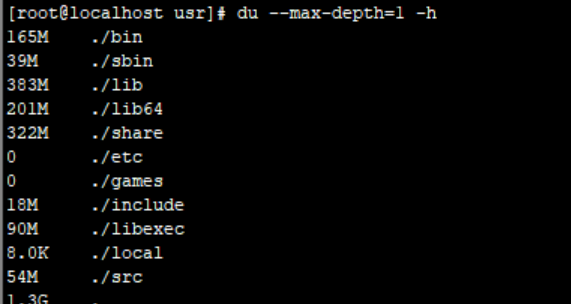 [root@localhost usr]# du --max-depth=1 -h
165M    ./bin
39M     ./sbin
383M    ./lib
201M    ./lib64
322M    ./share
0       ./etc
0       ./games
18M     ./include
90M     ./libexec
8.0K    ./local
54M     ./src
1.3G    .